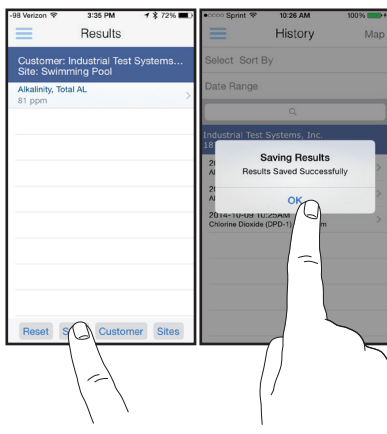 -98 Verizon 3:35 PM 72%
Results
Customer: Industrial Test Systems...
Site: Swimming Pool
Alkalinity, Total AL
81 ppm
Reset Customer Sites
Sprint 10:26 AM 100%
History Map
Select Sort By
Date Range
Industrial Test Systems, Inc.
18
Saving Results
Results Saved Successfully
OK
2014-10-09 10:25AM
Chlorine Dioxide (DPD-1)